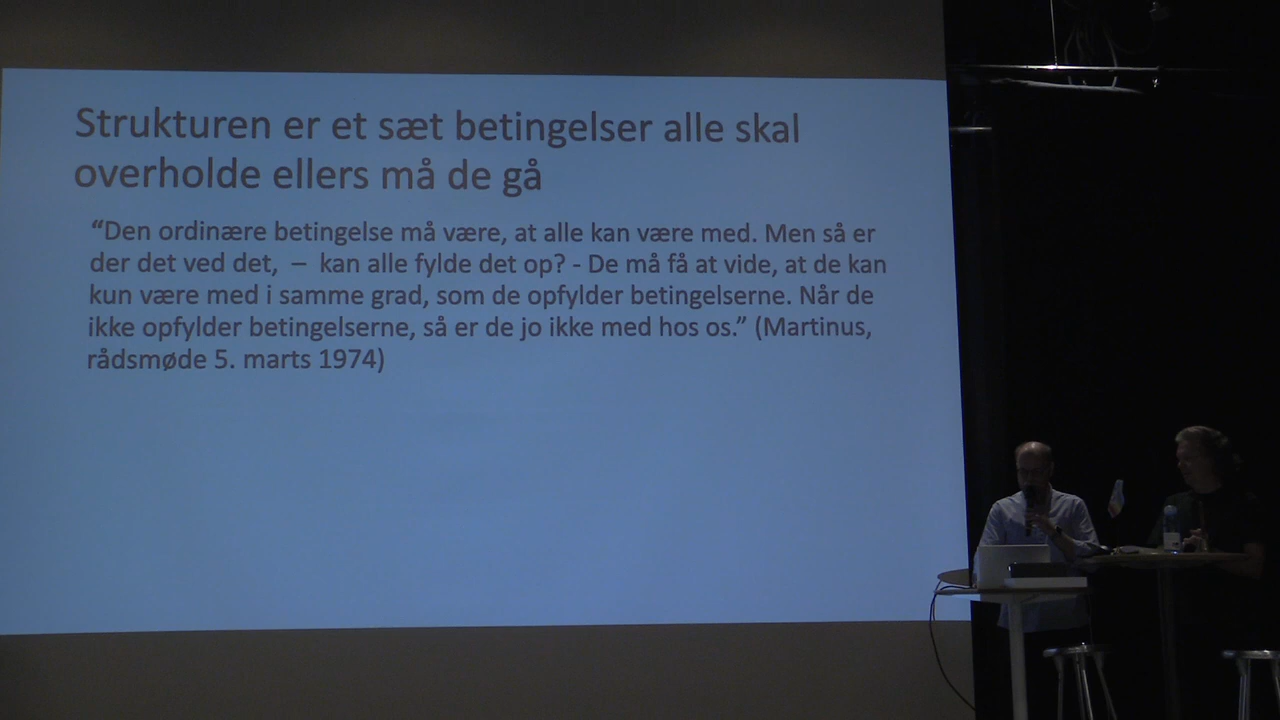 Strukturen er et sæt betingelser alle skal
overholde ellers må de gå
“Den ordinære betingelse må være, at alle kan være med. Men så er
der det ved det,  –  kan alle fylde det op? - De må få at vide, at de kan
kun være med i samme grad, som de opfylder betingelserne. Når de
ikke opfylder betingelserne, så er de jo ikke med hos os.” (Martinus,
rådsmøde 5. marts 1974)